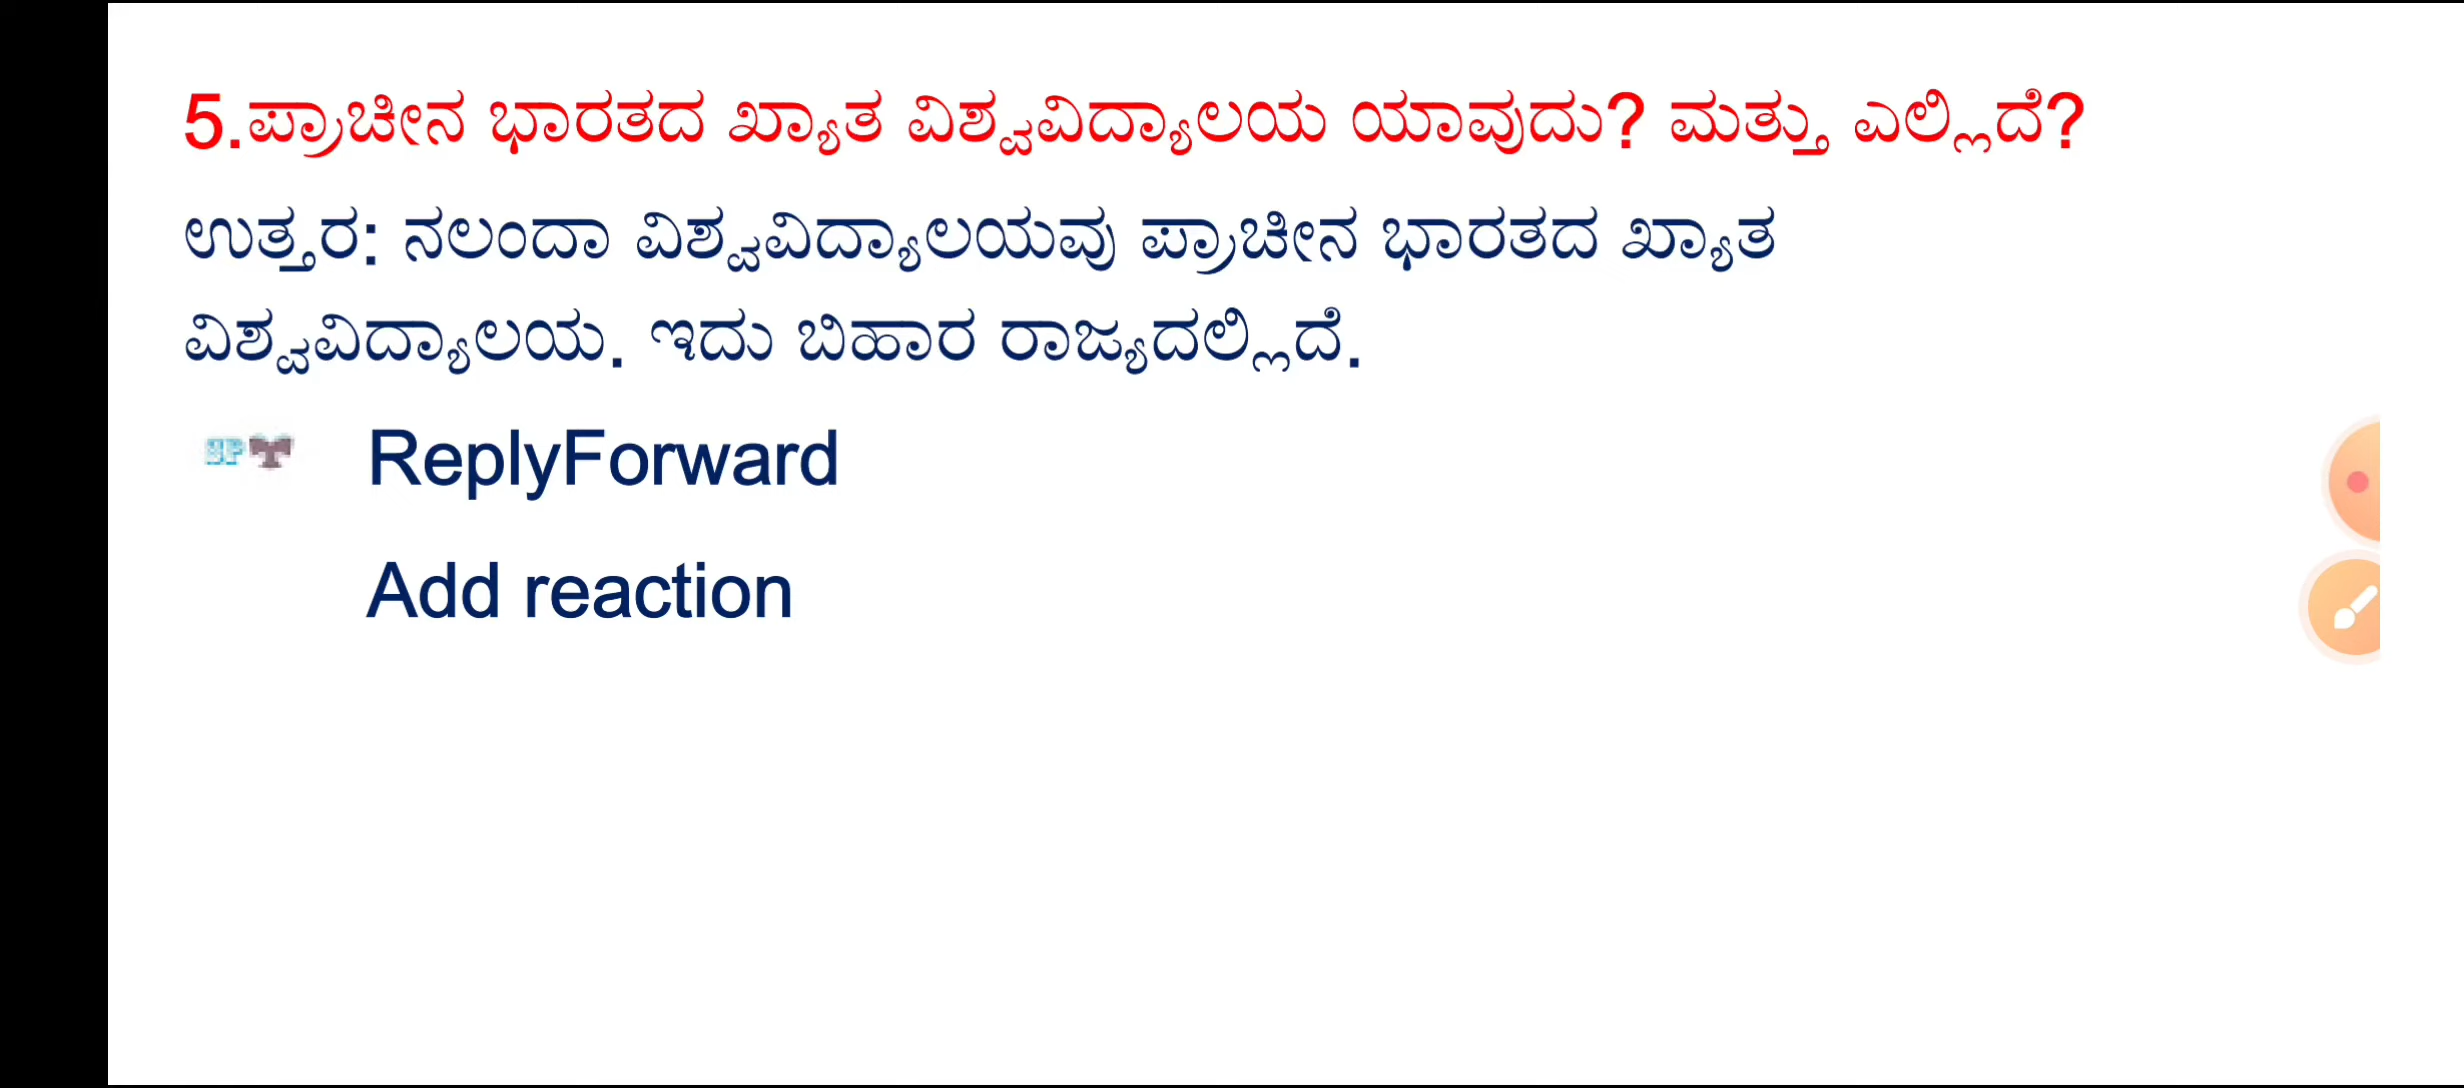 5.ಪ್ರಾಚೀನ ಭಾರತದ ಖ್ಯಾತ ವಿಶ್ವವಿದ್ಯಾಲಯ ಯಾವುದು? ಮತ್ತು ಎಲ್ಲಿದೆ?
ಉತ್ತರ: ನಲಂದಾ ವಿಶ್ವವಿದ್ಯಾಲಯವು ಪ್ರಾಚೀನ ಭಾರತದ ಖ್ಯಾತ
ವಿಶ್ವವಿದ್ಯಾಲಯ. ಇದು ಬಿಹಾರ ರಾಜ್ಯದಲ್ಲಿದೆ.
ReplyForward
Add reaction